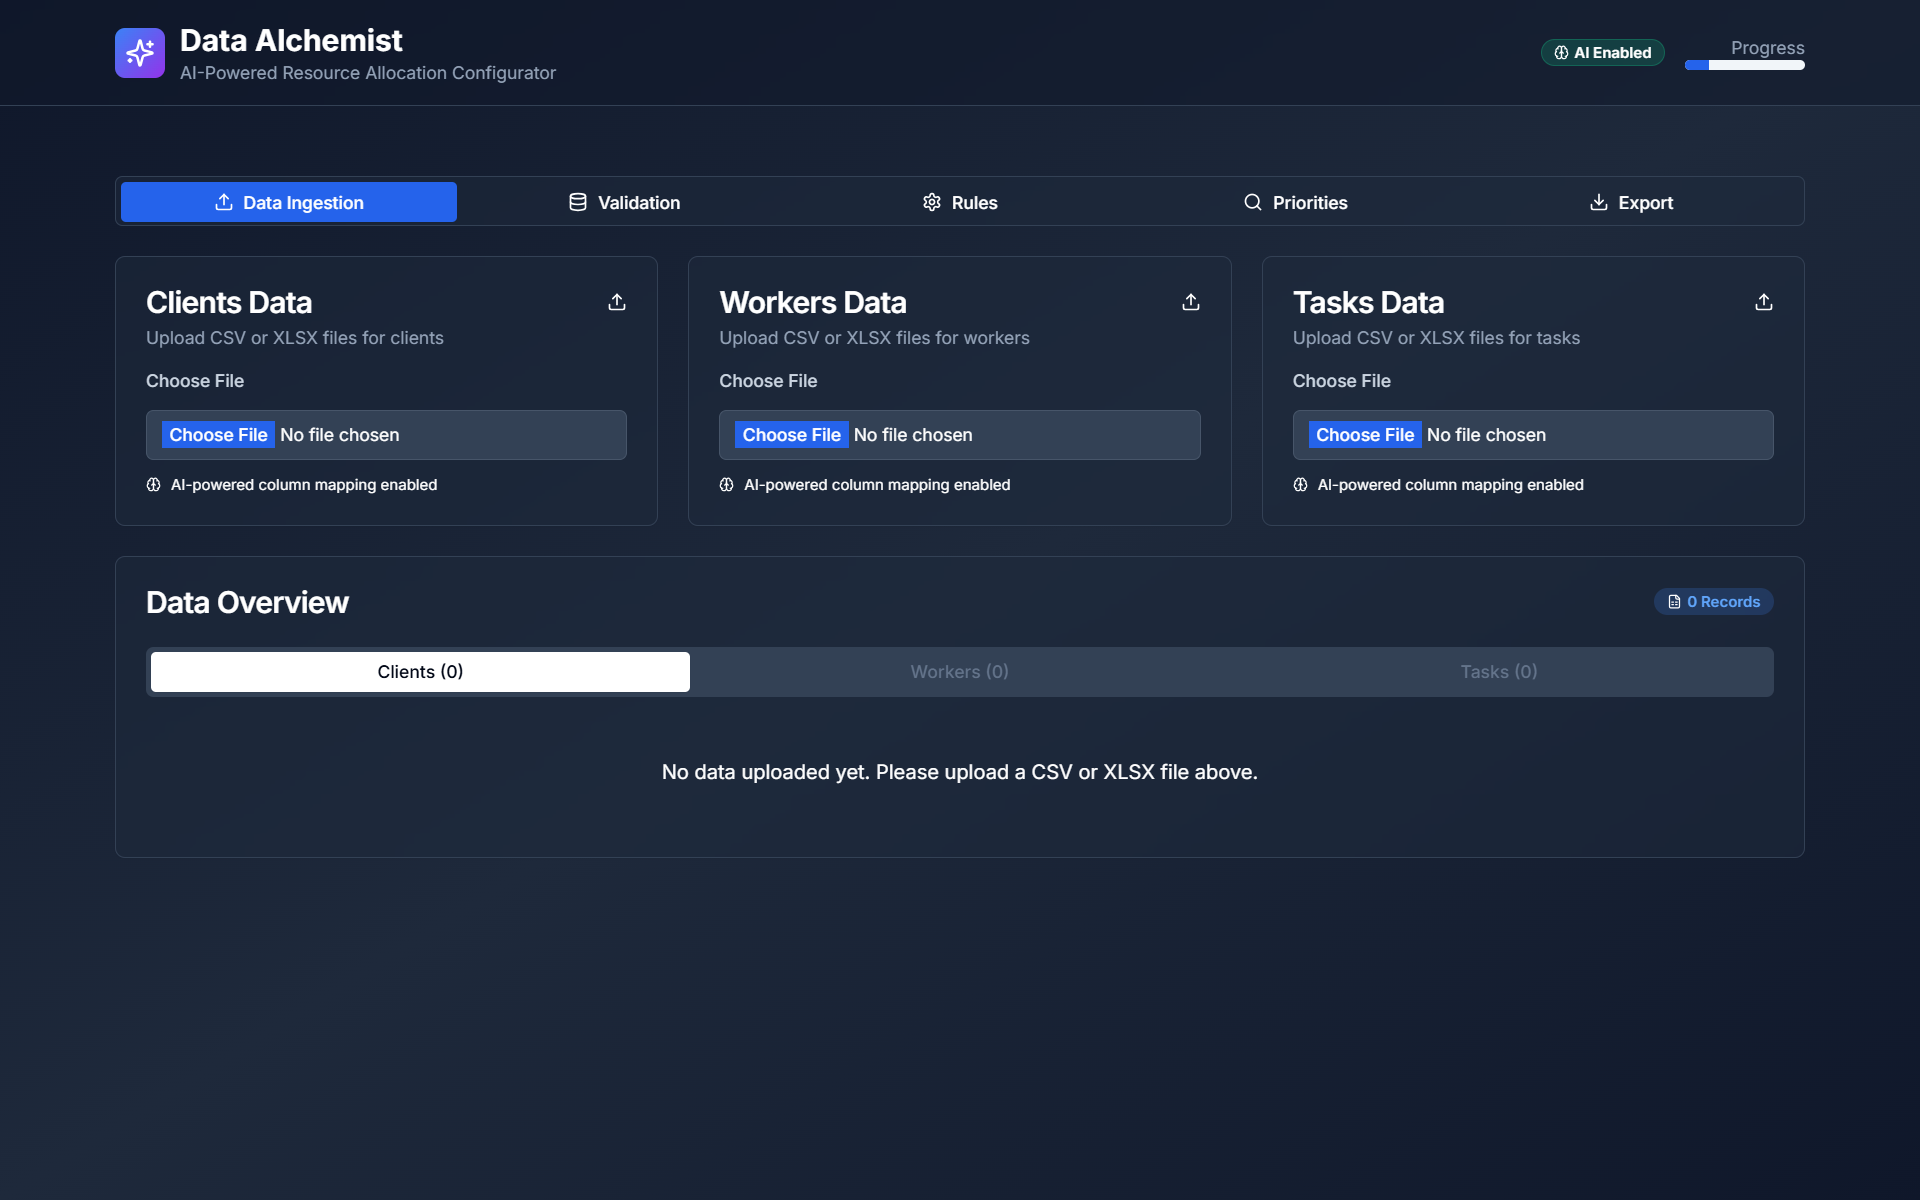 Data Alchemist
AI-Powered Resource Allocation Configurator
AI Enabled
Progress
Data Ingestion
Validation
Rules
Priorities
Export
Clients Data
Upload CSV or XLSX files for clients
Choose File
Choose File No file chosen
AI-powered column mapping enabled
Workers Data
Upload CSV or XLSX files for workers
Choose File
Choose File No file chosen
AI-powered column mapping enabled
Tasks Data
Upload CSV or XLSX files for tasks
Choose File
Choose File No file chosen
AI-powered column mapping enabled
Data Overview
0 Records
Clients (0)
Workers (0)
Tasks (0)
No data uploaded yet. Please upload a CSV or XLSX file above.